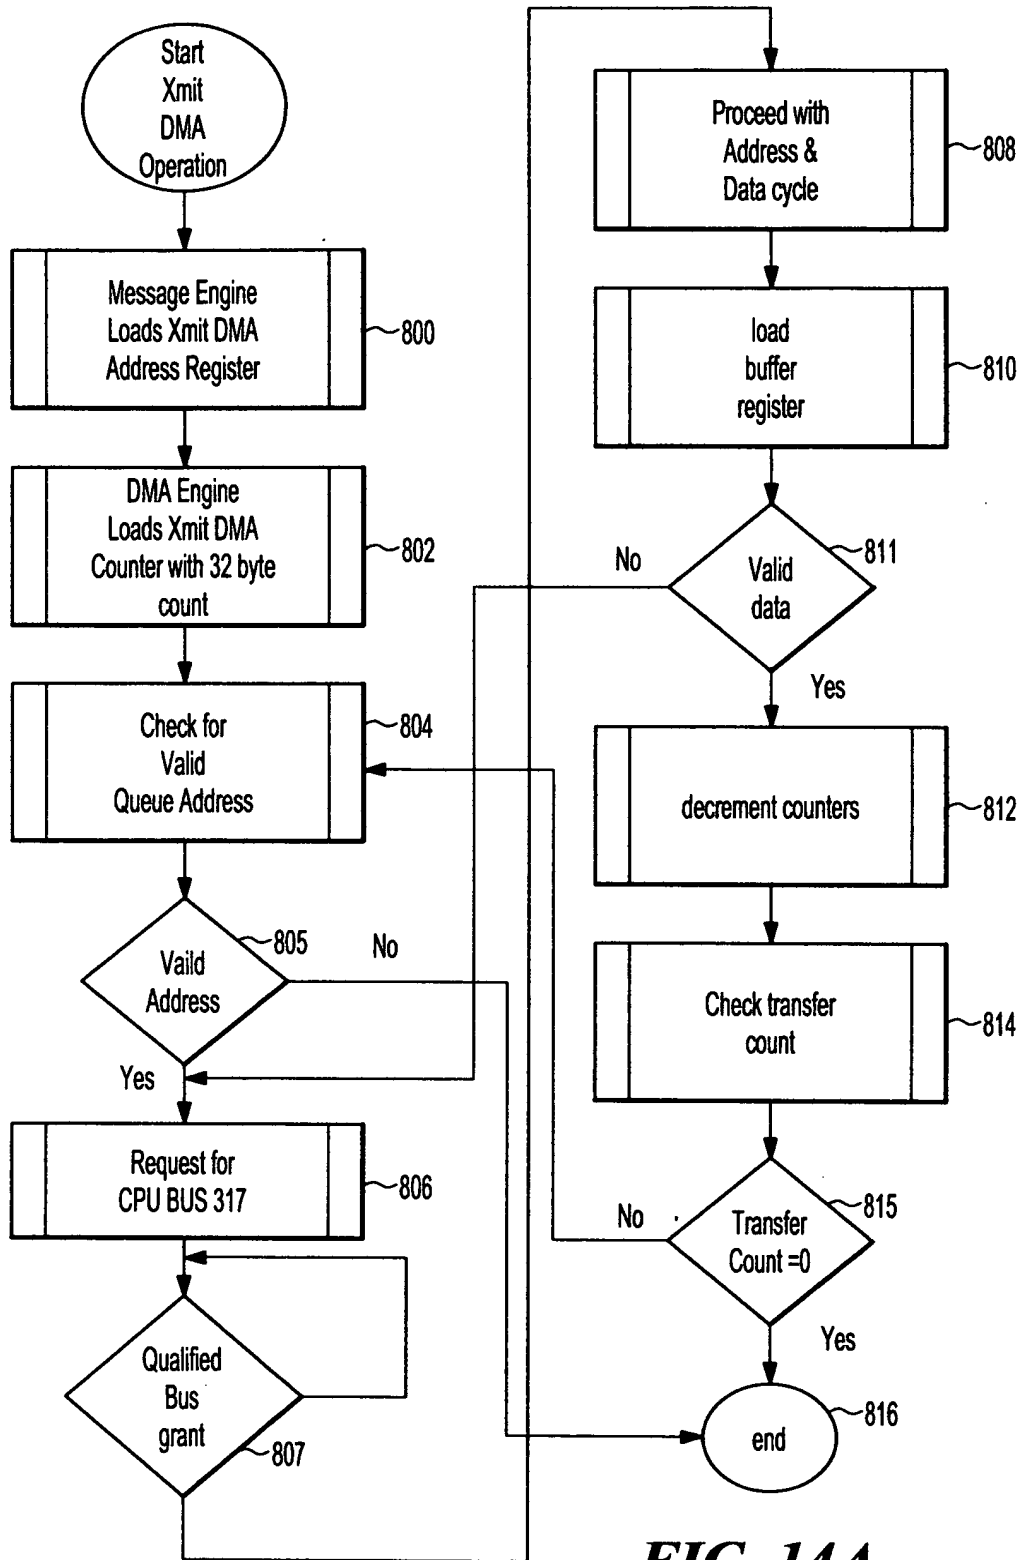 Start
Xmit
DMA
Operation
Message Engine
Loads Xmit DMA
Address Register
800
DMA Engine
Loads Xmit DMA
Counter with 32 byte
count
802
Check for
Valid
Queue Address
804
Vaild
Address
805
No
Yes
Request for
CPU BUS 317
806
Qualified
Bus
grant
807
Proceed with
Address &
Data cycle
808
load
buffer
register
810
Valid
data
811
No
Yes
decrement counters
812
Check transfer
count
814
Transfer
Count =0
815
No
Yes
end
816
FIG. 14A